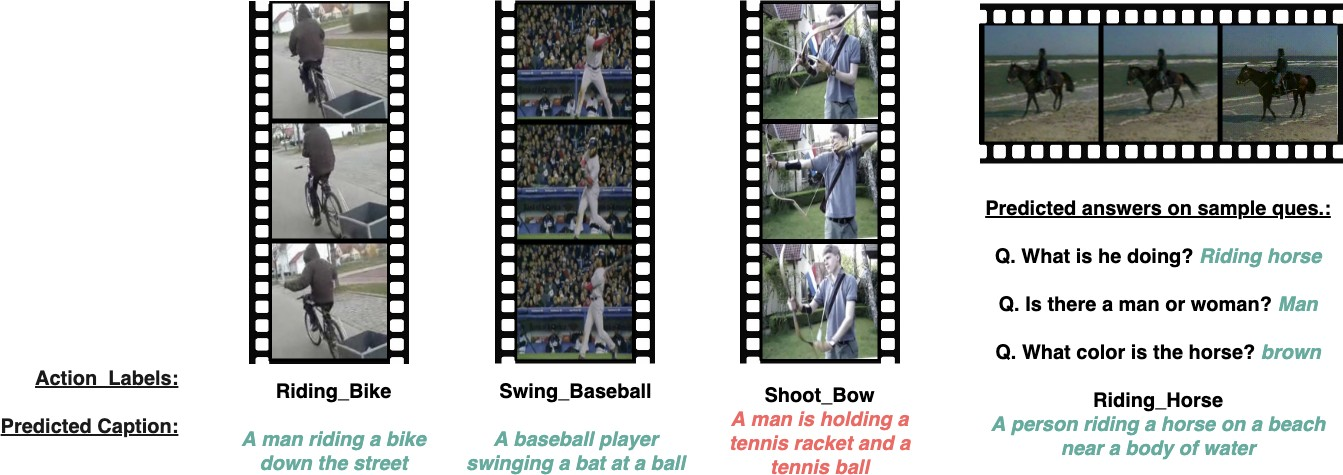 Predicted answers on sample ques.:
Q. What is he doing? Riding horse
Q. Is there a man or woman? Man
Q. What color is the horse? brown
Action Labels:
Riding_Bike
Swing_Baseball
Shoot_Bow
Riding_Horse
Predicted Caption:
A man riding a bike
down the street
A baseball player
swinging a bat at a ball
A man is holding a
tennis racket and a
tennis ball
A person riding a horse on a beach
near a body of water